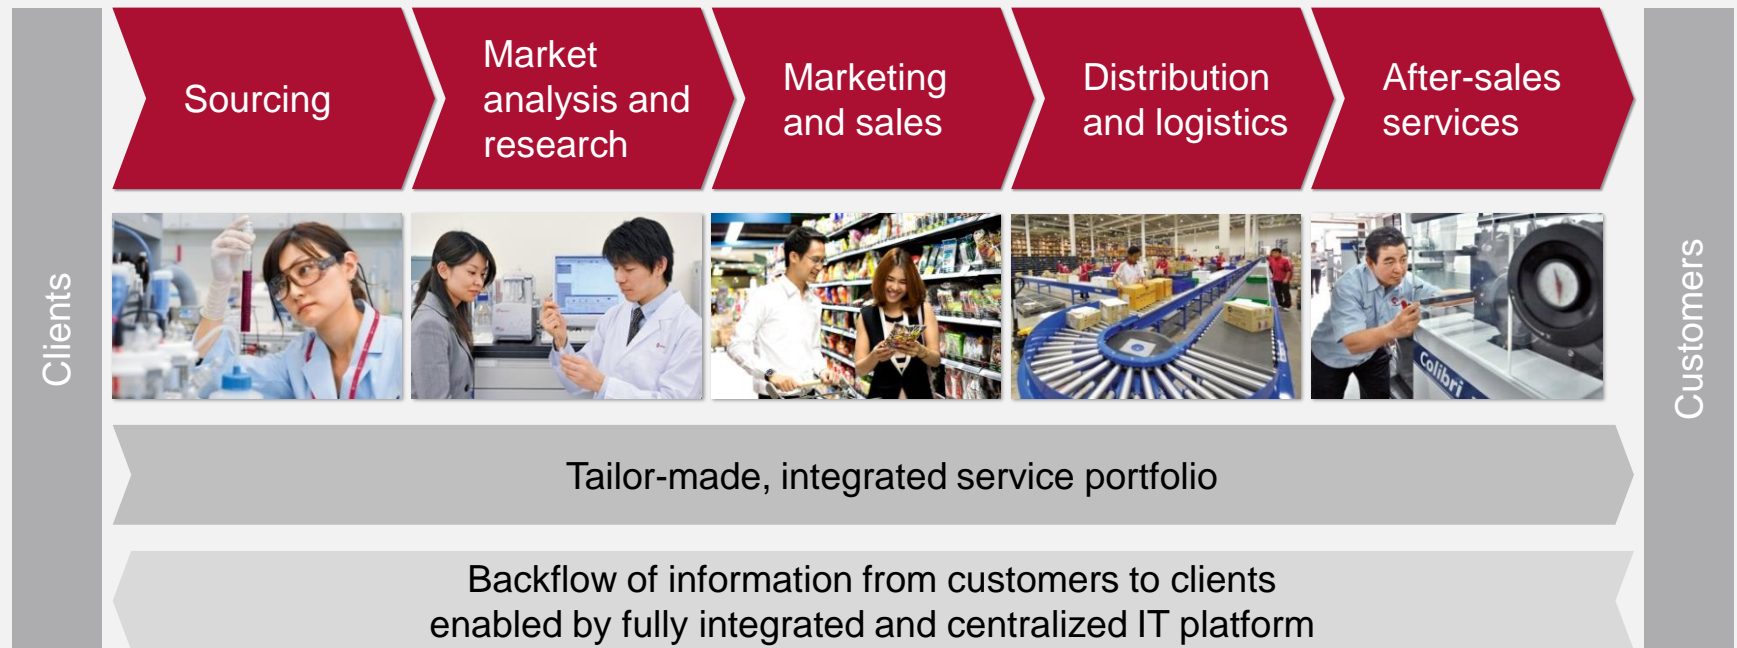 Clients
Sourcing
Market
analysis and
research
Marketing
and sales
Distribution
and logistics
After-sales
services
Customers
Colibri
Tailor-made, integrated service portfolio
Backflow of information from customers to clients
enabled by fully integrated and centralized IT platform